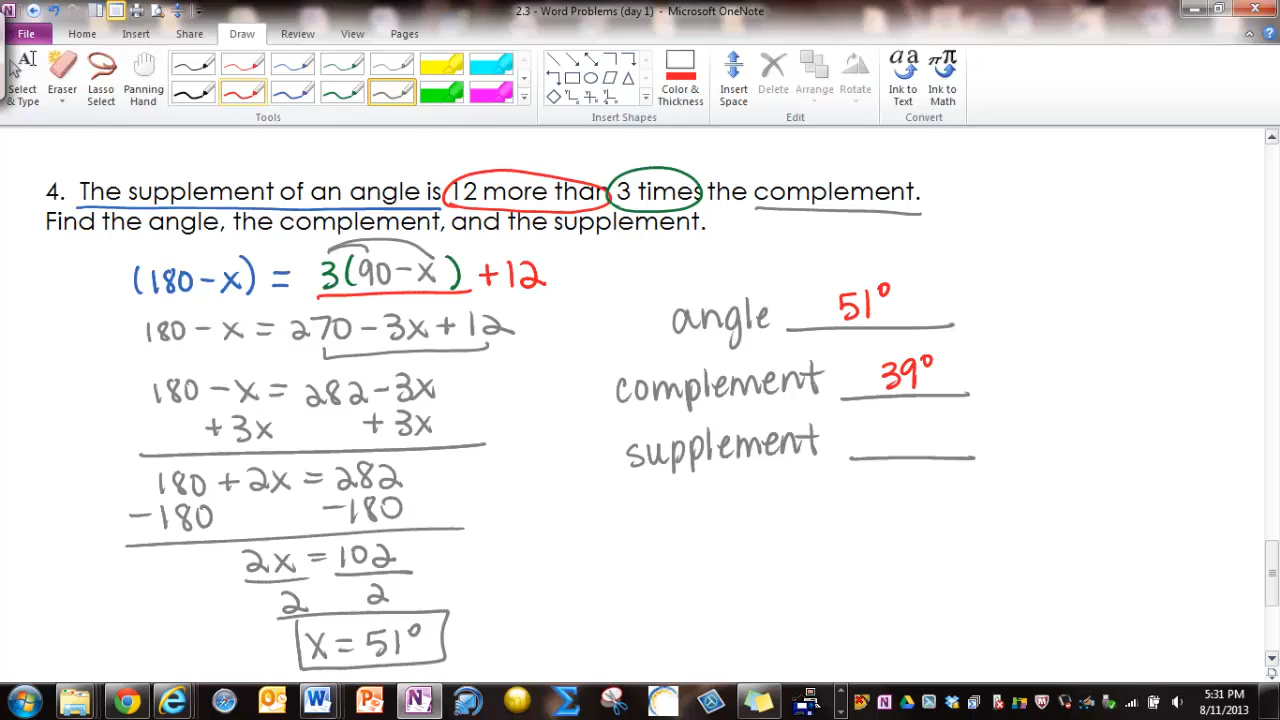 2.3 - Word Problems (day 1) - Microsoft OneNote
File Home Insert Share Draw Review View Pages
Select & Type
Eraser
Lasso Select
Panning Hand
Color & Thickness
Insert Space
Delete
Arrange
Rotate
Ink to Text
Ink to Math
Tools Insert Shapes Edit Convert
4. The supplement of an angle is 12 more than 3 times the complement.
Find the angle, the complement, and the supplement.
(180 - x) = 3(90 - x) + 12
180 - x = 270 - 3x + 12
180 - x = 282 - 3x
+ 3x + 3x
180 + 2x = 282
- 180 - 180
2x = 102
2 2
x = 51°
angle 51°
complement 39°
supplement
5:31 PM
8/11/2013